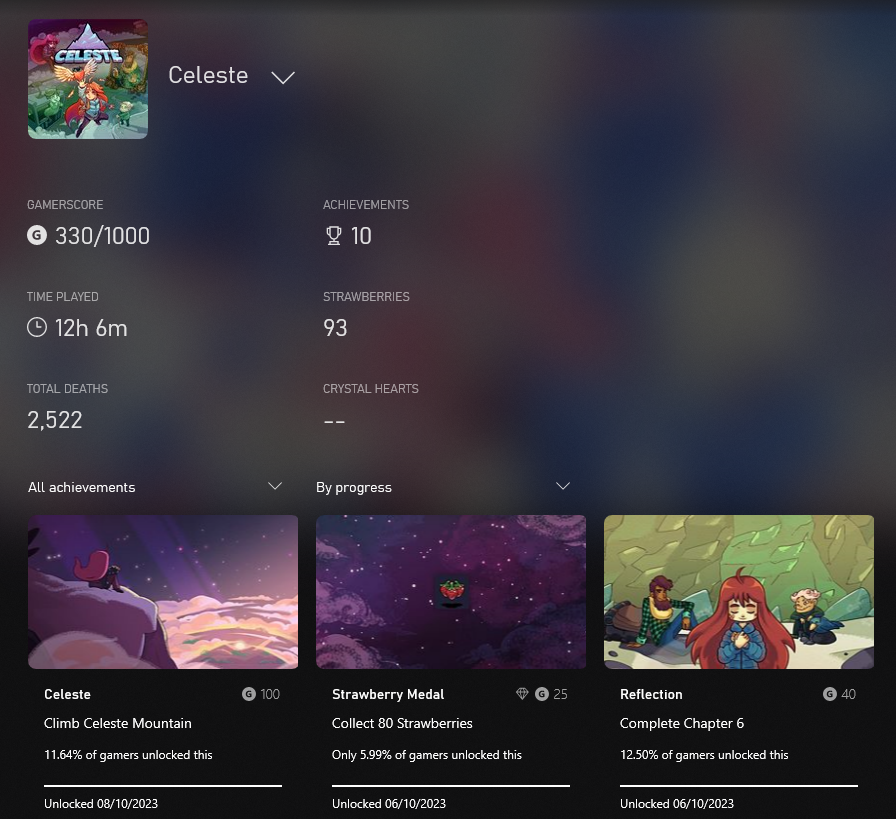 CELESTE
Celeste
GAMERSCORE
ACHIEVEMENTS
G 330/1000
10
TIME PLAYED
STRAWBERRIES
12h 6m
93
TOTAL DEATHS
CRYSTAL HEARTS
2,522
--
All achievements
By progress
Celeste
G 100
Climb Celeste Mountain
11.64% of gamers unlocked this
Unlocked 08/10/2023
Strawberry Medal
G 25
Collect 80 Strawberries
Only 5.99% of gamers unlocked this
Unlocked 06/10/2023
Reflection
G 40
Complete Chapter 6
12.50% of gamers unlocked this
Unlocked 06/10/2023